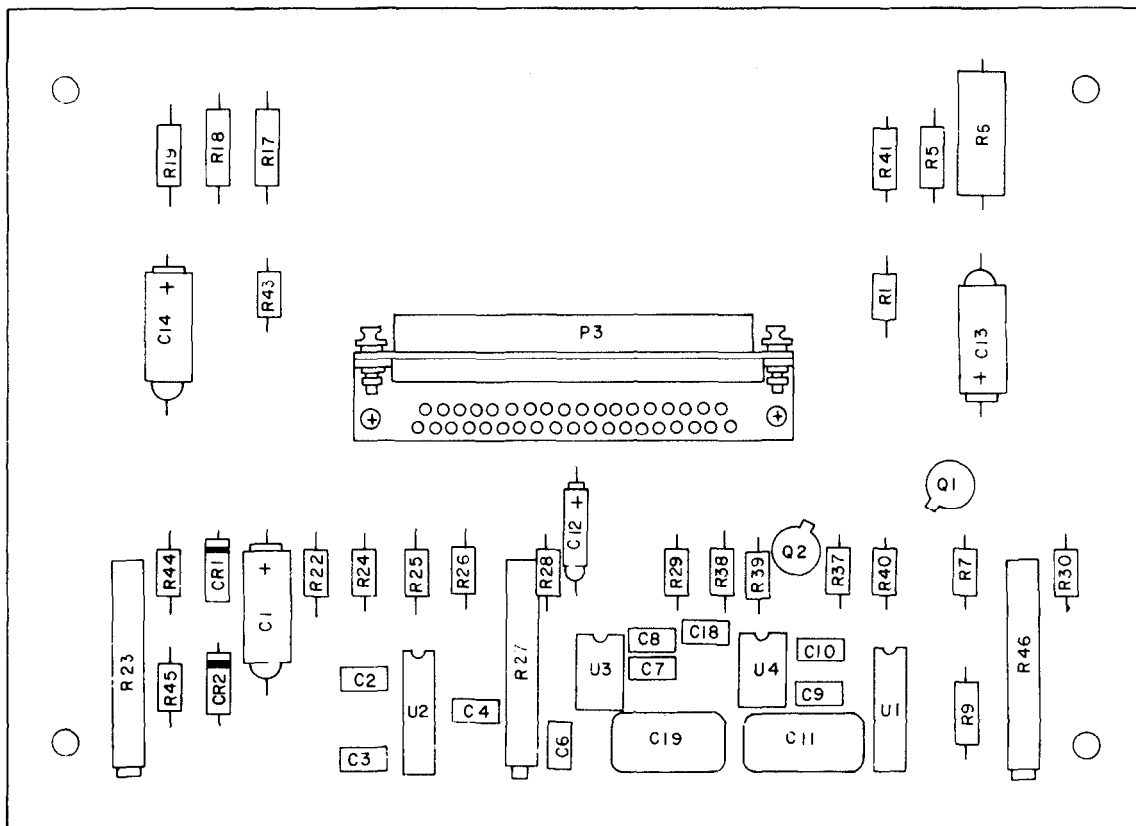 R19
R18
R17
R41
R5
R6
C14
+
R43
R1
C13
+
P3
Q1
+
C12
Q2
R44
CR1
+
C1
R22
R24
R25
R26
R28
R29
R38
R39
R37
R40
R7
R30
R23
R45
CR2
C2
U2
C4
C3
R27
C6
U3
C8
C18
C7
U4
C10
C9
U1
C19
C11
R9
R46